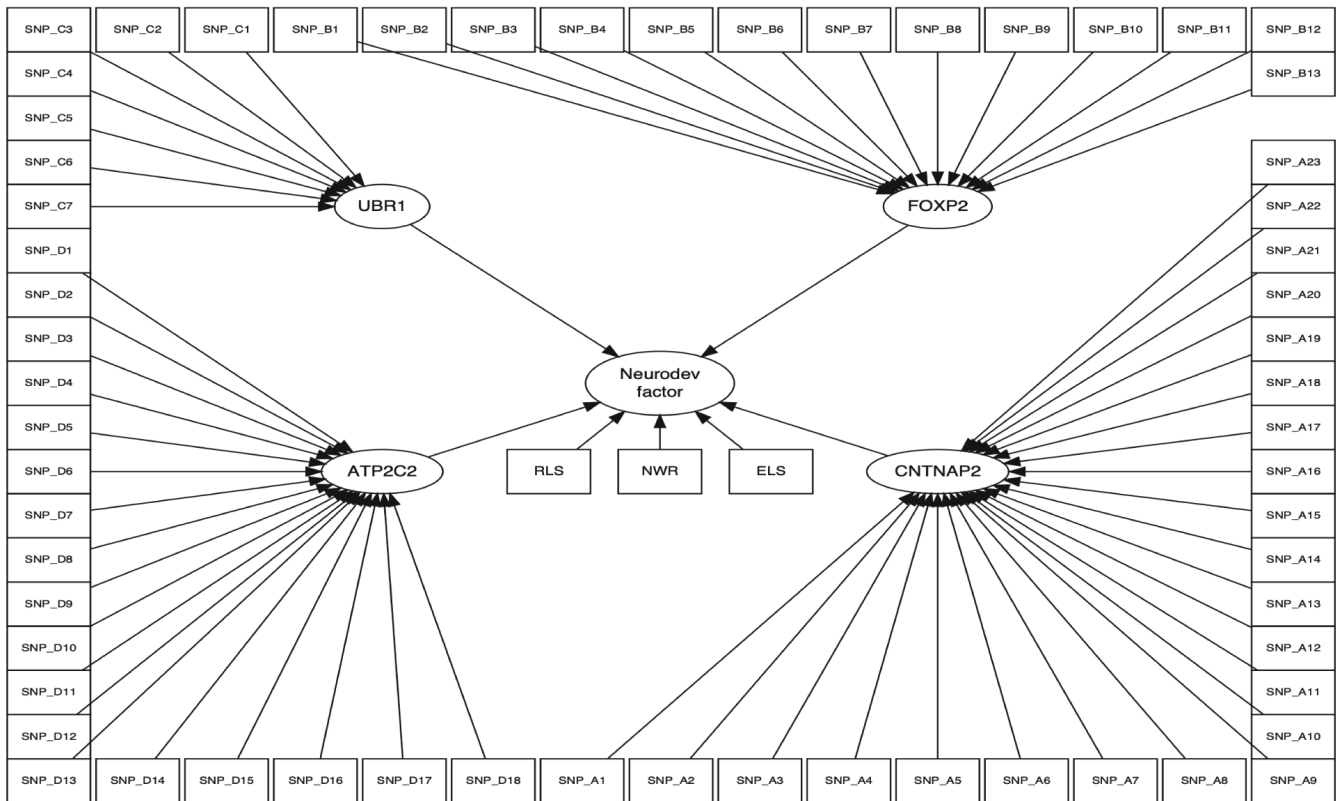 SNP_C3 SNP_C2 SNP_C1 SNP_B1 SNP_B2 SNP_B3 SNP_B4 SNP_B5 SNP_B6 SNP_B7 SNP_B8 SNP_B9 SNP_B10 SNP_B11 SNP_B12
SNP_C4 SNP_B13
SNP_C5
SNP_C6 SNP_A23
SNP_C7 UBR1 FOXP2 SNP_A22
SNP_D1 SNP_A21
SNP_D2 SNP_A20
SNP_D3 SNP_A19
Neurodev
factor
SNP_D4 SNP_A18
SNP_D5 SNP_A17
SNP_D6 ATP2C2 RLS NWR ELS CNTNAP2 SNP_A16
SNP_D7 SNP_A15
SNP_D8 SNP_A14
SNP_D9 SNP_A13
SNP_D10 SNP_A12
SNP_D11 SNP_A11
SNP_D12 SNP_A10
SNP_D13 SNP_D14 SNP_D15 SNP_D16 SNP_D17 SNP_D18 SNP_A1 SNP_A2 SNP_A3 SNP_A4 SNP_A5 SNP_A6 SNP_A7 SNP_A8 SNP_A9